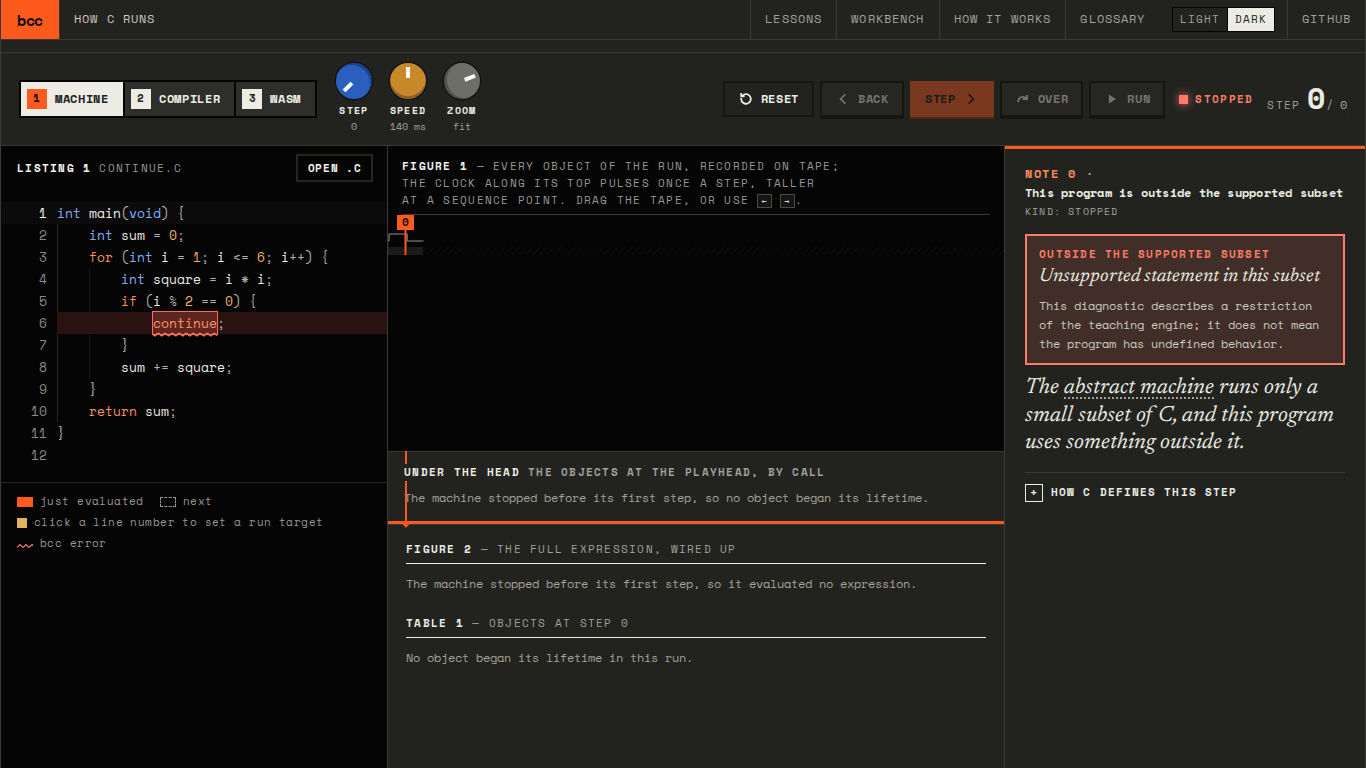 bcc HOW C RUNS LESSONS WORKBENCH HOW IT WORKS GLOSSARY LIGHT DARK GITHUB
1 MACHINE 2 COMPILER 3 WASM
STEP SPEED ZOOM
0 140 ms fit
RESET BACK STEP OVER RUN STOPPED STEP 0 / 0
LISTING 1 CONTINUE.C OPEN .C
1 int main(void) {
2 int sum = 0;
3 for (int i = 1; i <= 6; i++) {
4 int square = i * i;
5 if (i % 2 == 0) {
6 continue;
7 }
8 sum += square;
9 }
10 return sum;
11 }
12
just evaluated next
click a line number to set a run target
bcc error
FIGURE 1 — EVERY OBJECT OF THE RUN, RECORDED ON TAPE;
THE CLOCK ALONG ITS TOP PULSES ONCE A STEP, TALLER
AT A SEQUENCE POINT. DRAG THE TAPE, OR USE ← →.
0
UNDER THE HEAD THE OBJECTS AT THE PLAYHEAD, BY CALL
The machine stopped before its first step, so no object began its lifetime.
FIGURE 2 — THE FULL EXPRESSION, WIRED UP
The machine stopped before its first step, so it evaluated no expression.
TABLE 1 — OBJECTS AT STEP 0
No object began its lifetime in this run.
NOTE 0 ·
This program is outside the supported subset
KIND: STOPPED
OUTSIDE THE SUPPORTED SUBSET
Unsupported statement in this subset
This diagnostic describes a restriction
of the teaching engine; it does not mean
the program has undefined behavior.
The abstract machine runs only a
small subset of C, and this program
uses something outside it.
+ HOW C DEFINES THIS STEP